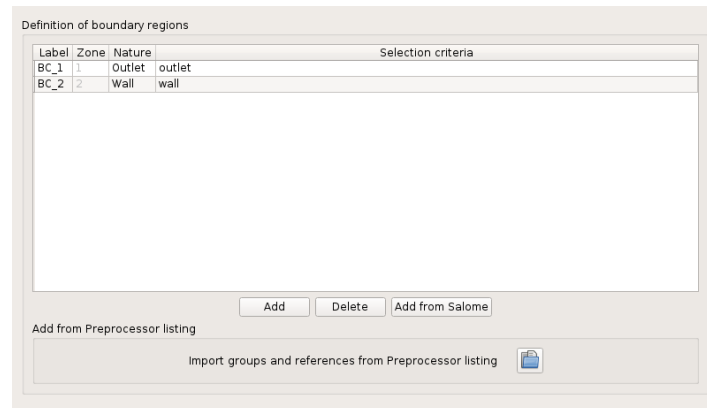 Definition of boundary regions
Label Zone Nature Selection criteria
BC_1 1 Outlet outlet
BC_2 2 Wall wall
Add Delete Add from Salome
Add from Preprocessor listing
Import groups and references from Preprocessor listing